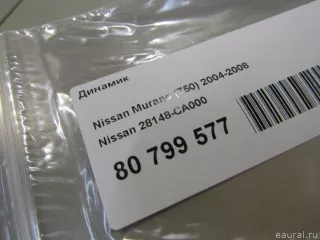 Динамик
Nissan Murano (Z50) 2004-2008
Nissan 28148-CA000
80 799 577
eaural.ru